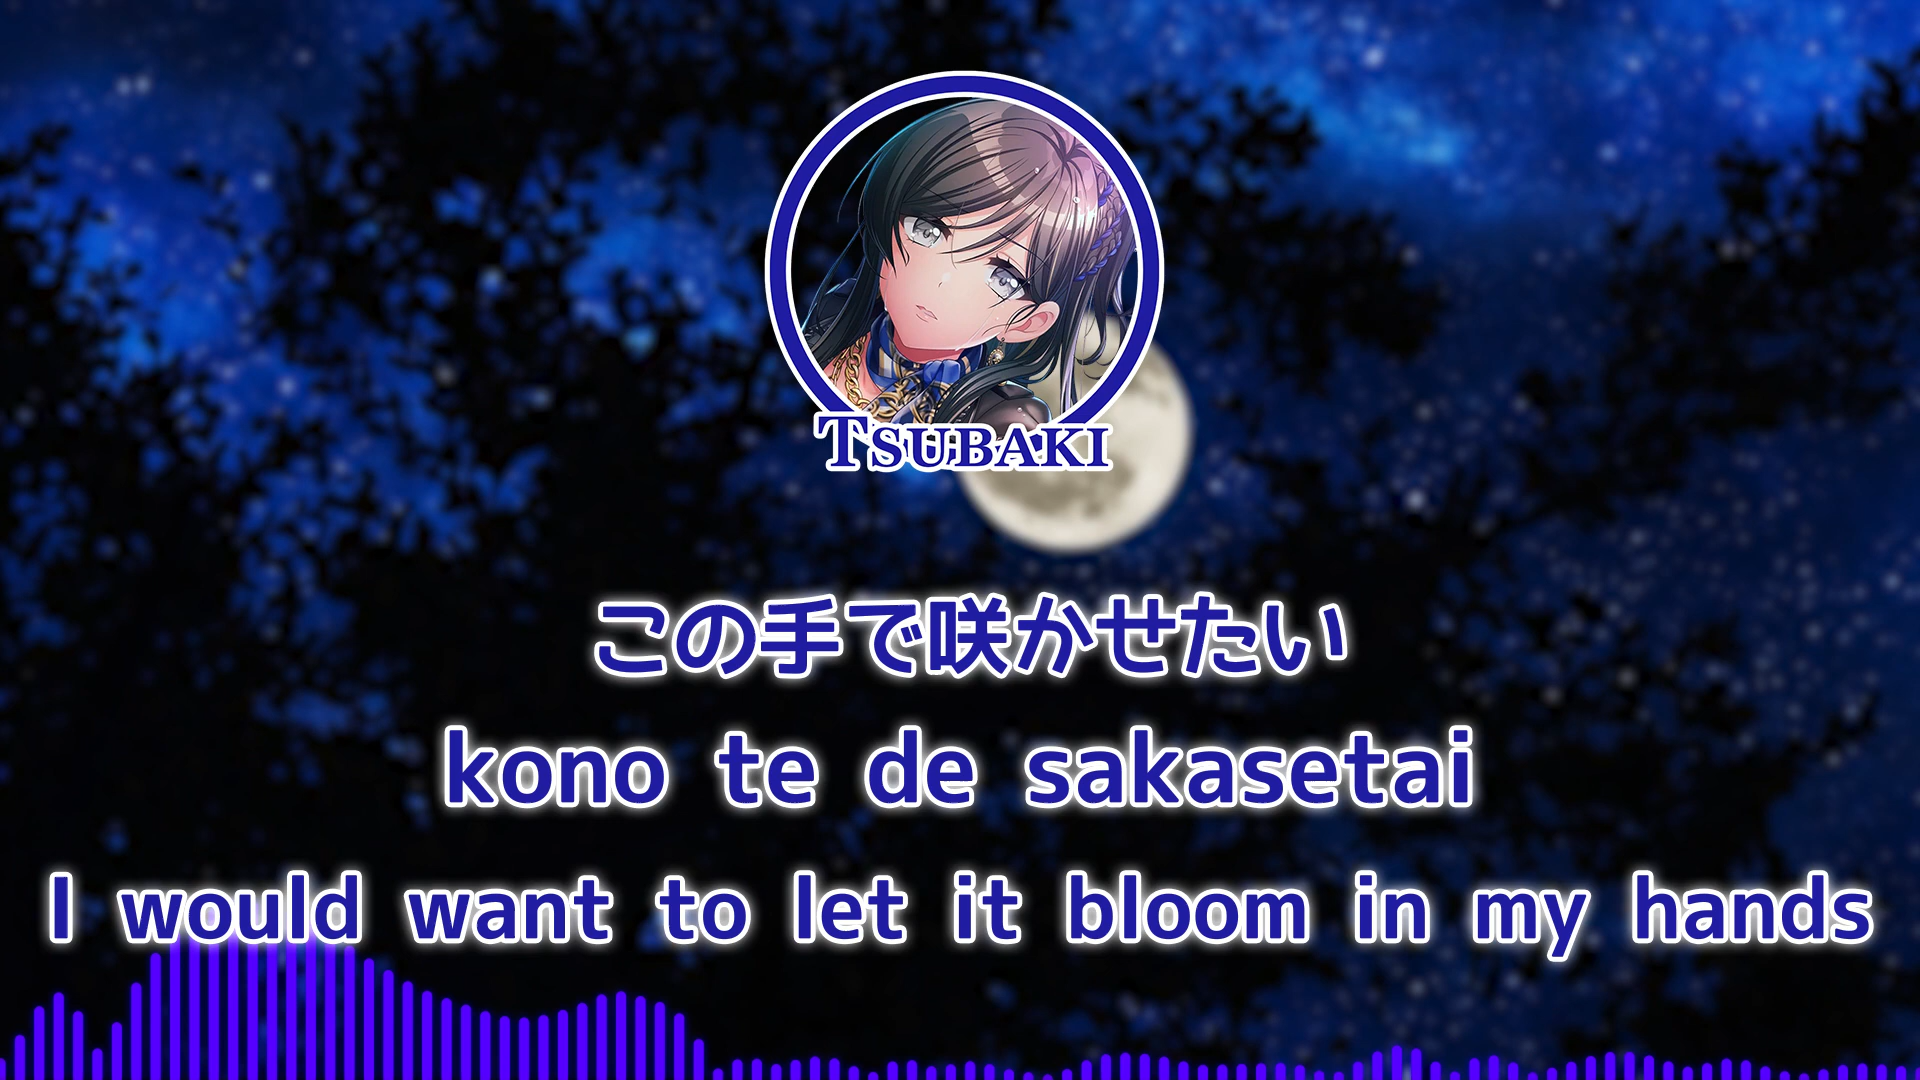 TSUBAKI
この手で咲かせたい
kono te de sakasetai
I would want to let it bloom in my hands